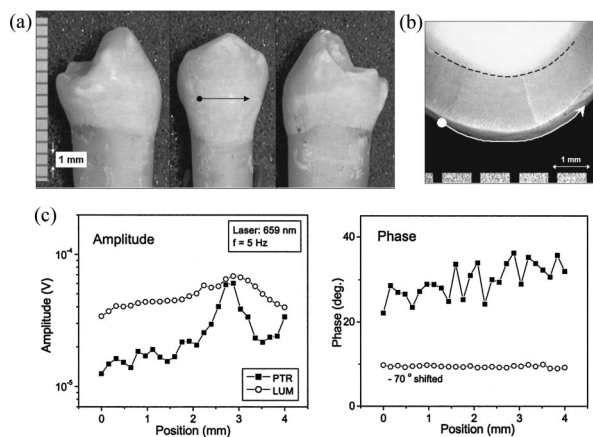 (a)
1 mm
(b)
1 mm
(c)
Amplitude
Laser: 659 nm
f = 5 Hz
10⁻⁴
10⁻⁵
Amplitude (V)
PTR
LUM
0 1 2 3 4
Position (mm)
Phase
40
20
0
Phase (deg.)
- 70 ° shifted
0 1 2 3 4
Position (mm)